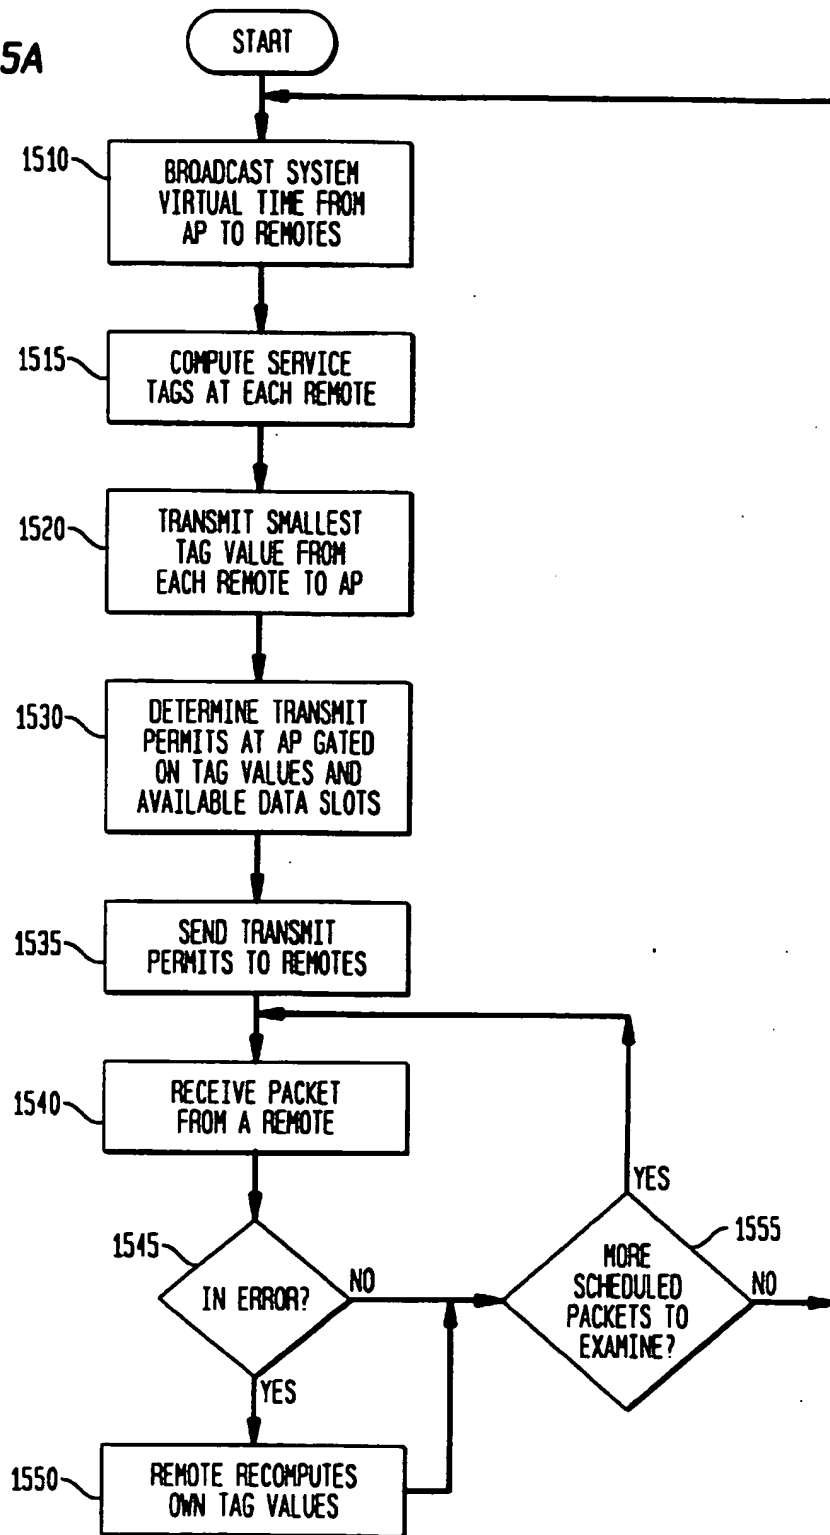 5A
START
1510
BROADCAST SYSTEM
VIRTUAL TIME FROM
AP TO REMOTES
1515
COMPUTE SERVICE
TAGS AT EACH REMOTE
1520
TRANSMIT SMALLEST
TAG VALUE FROM
EACH REMOTE TO AP
1530
DETERMINE TRANSMIT
PERMITS AT AP GATED
ON TAG VALUES AND
AVAILABLE DATA SLOTS
1535
SEND TRANSMIT
PERMITS TO REMOTES
1540
RECEIVE PACKET
FROM A REMOTE
1545
IN ERROR?
NO
YES
1550
REMOTE RECOMPUTES
OWN TAG VALUES
YES
1555
MORE
SCHEDULED
PACKETS TO
EXAMINE?
NO